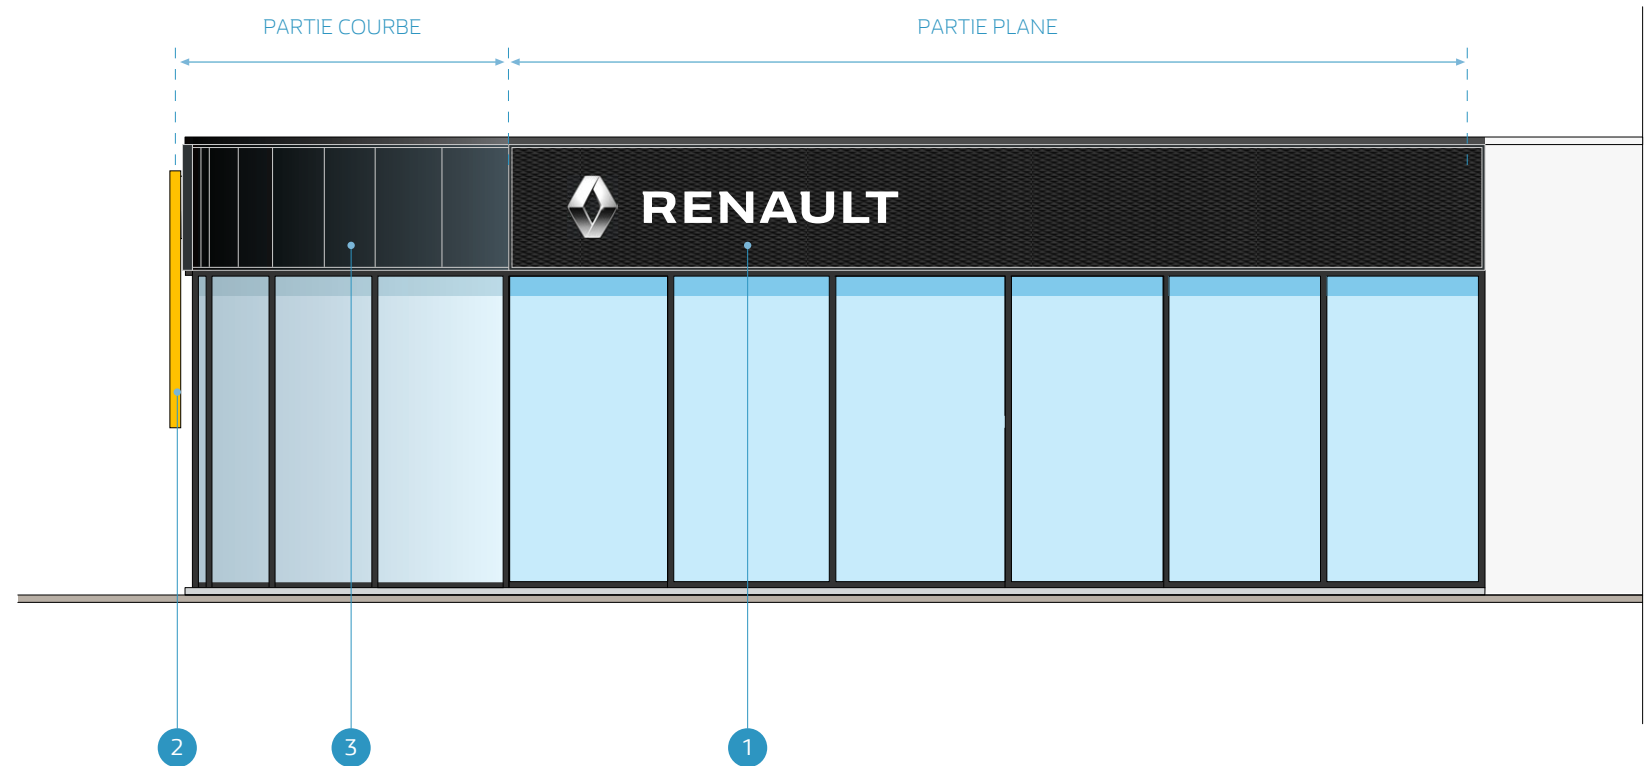 PARTIE COURBE
PARTIE PLANE
RENAULT
2
3
1